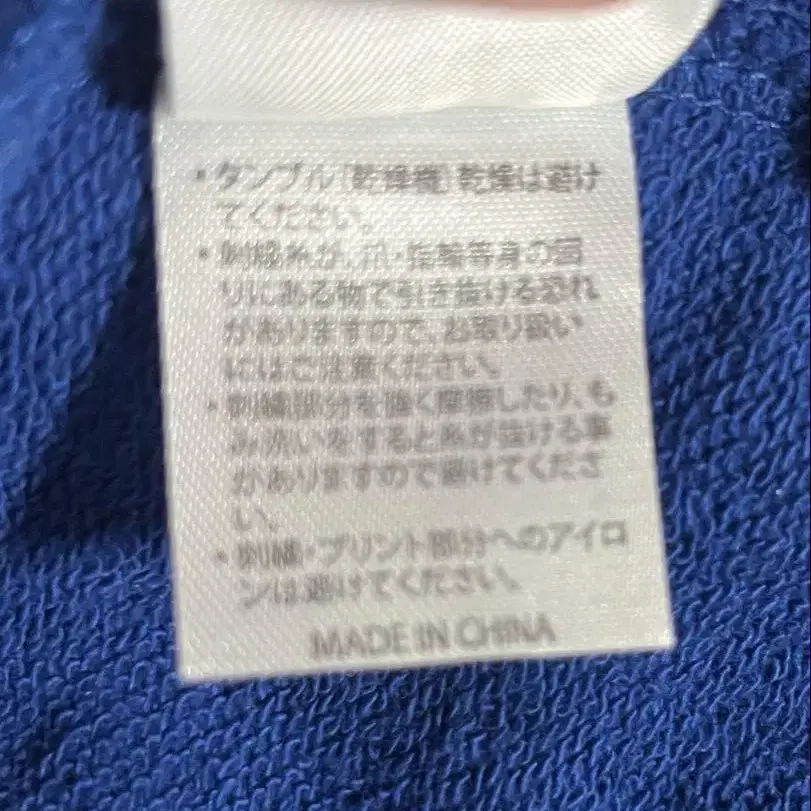 ・タンブル(乾燥機)乾燥は避け
てください。
・刺繍糸が、爪・指輪等身の回
りにある物で引き抜ける恐れ
がありますので、お取り扱い
にはご注意ください。
・刺繍部分を強く摩擦したり、も
み洗いをすると糸が抜ける事
がありますので避けてくださ
い。
・刺繍・プリント部分へのアイロ
ンは避けてください。
MADE IN CHINA